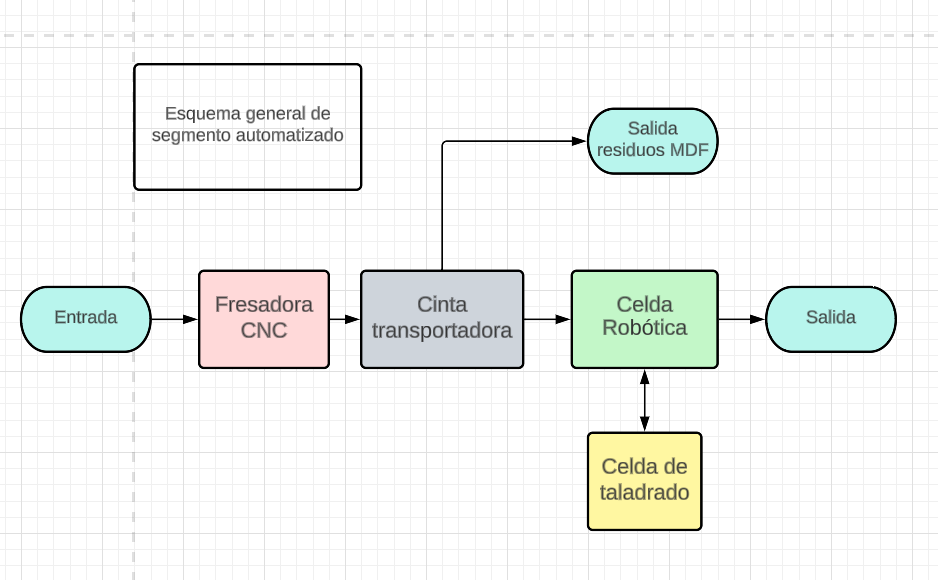 Esquema general de
segmento automatizado
Salida
residuos MDF
Entrada
Fresadora
CNC
Cinta
transportadora
Celda
Robótica
Salida
Celda de
taladrado